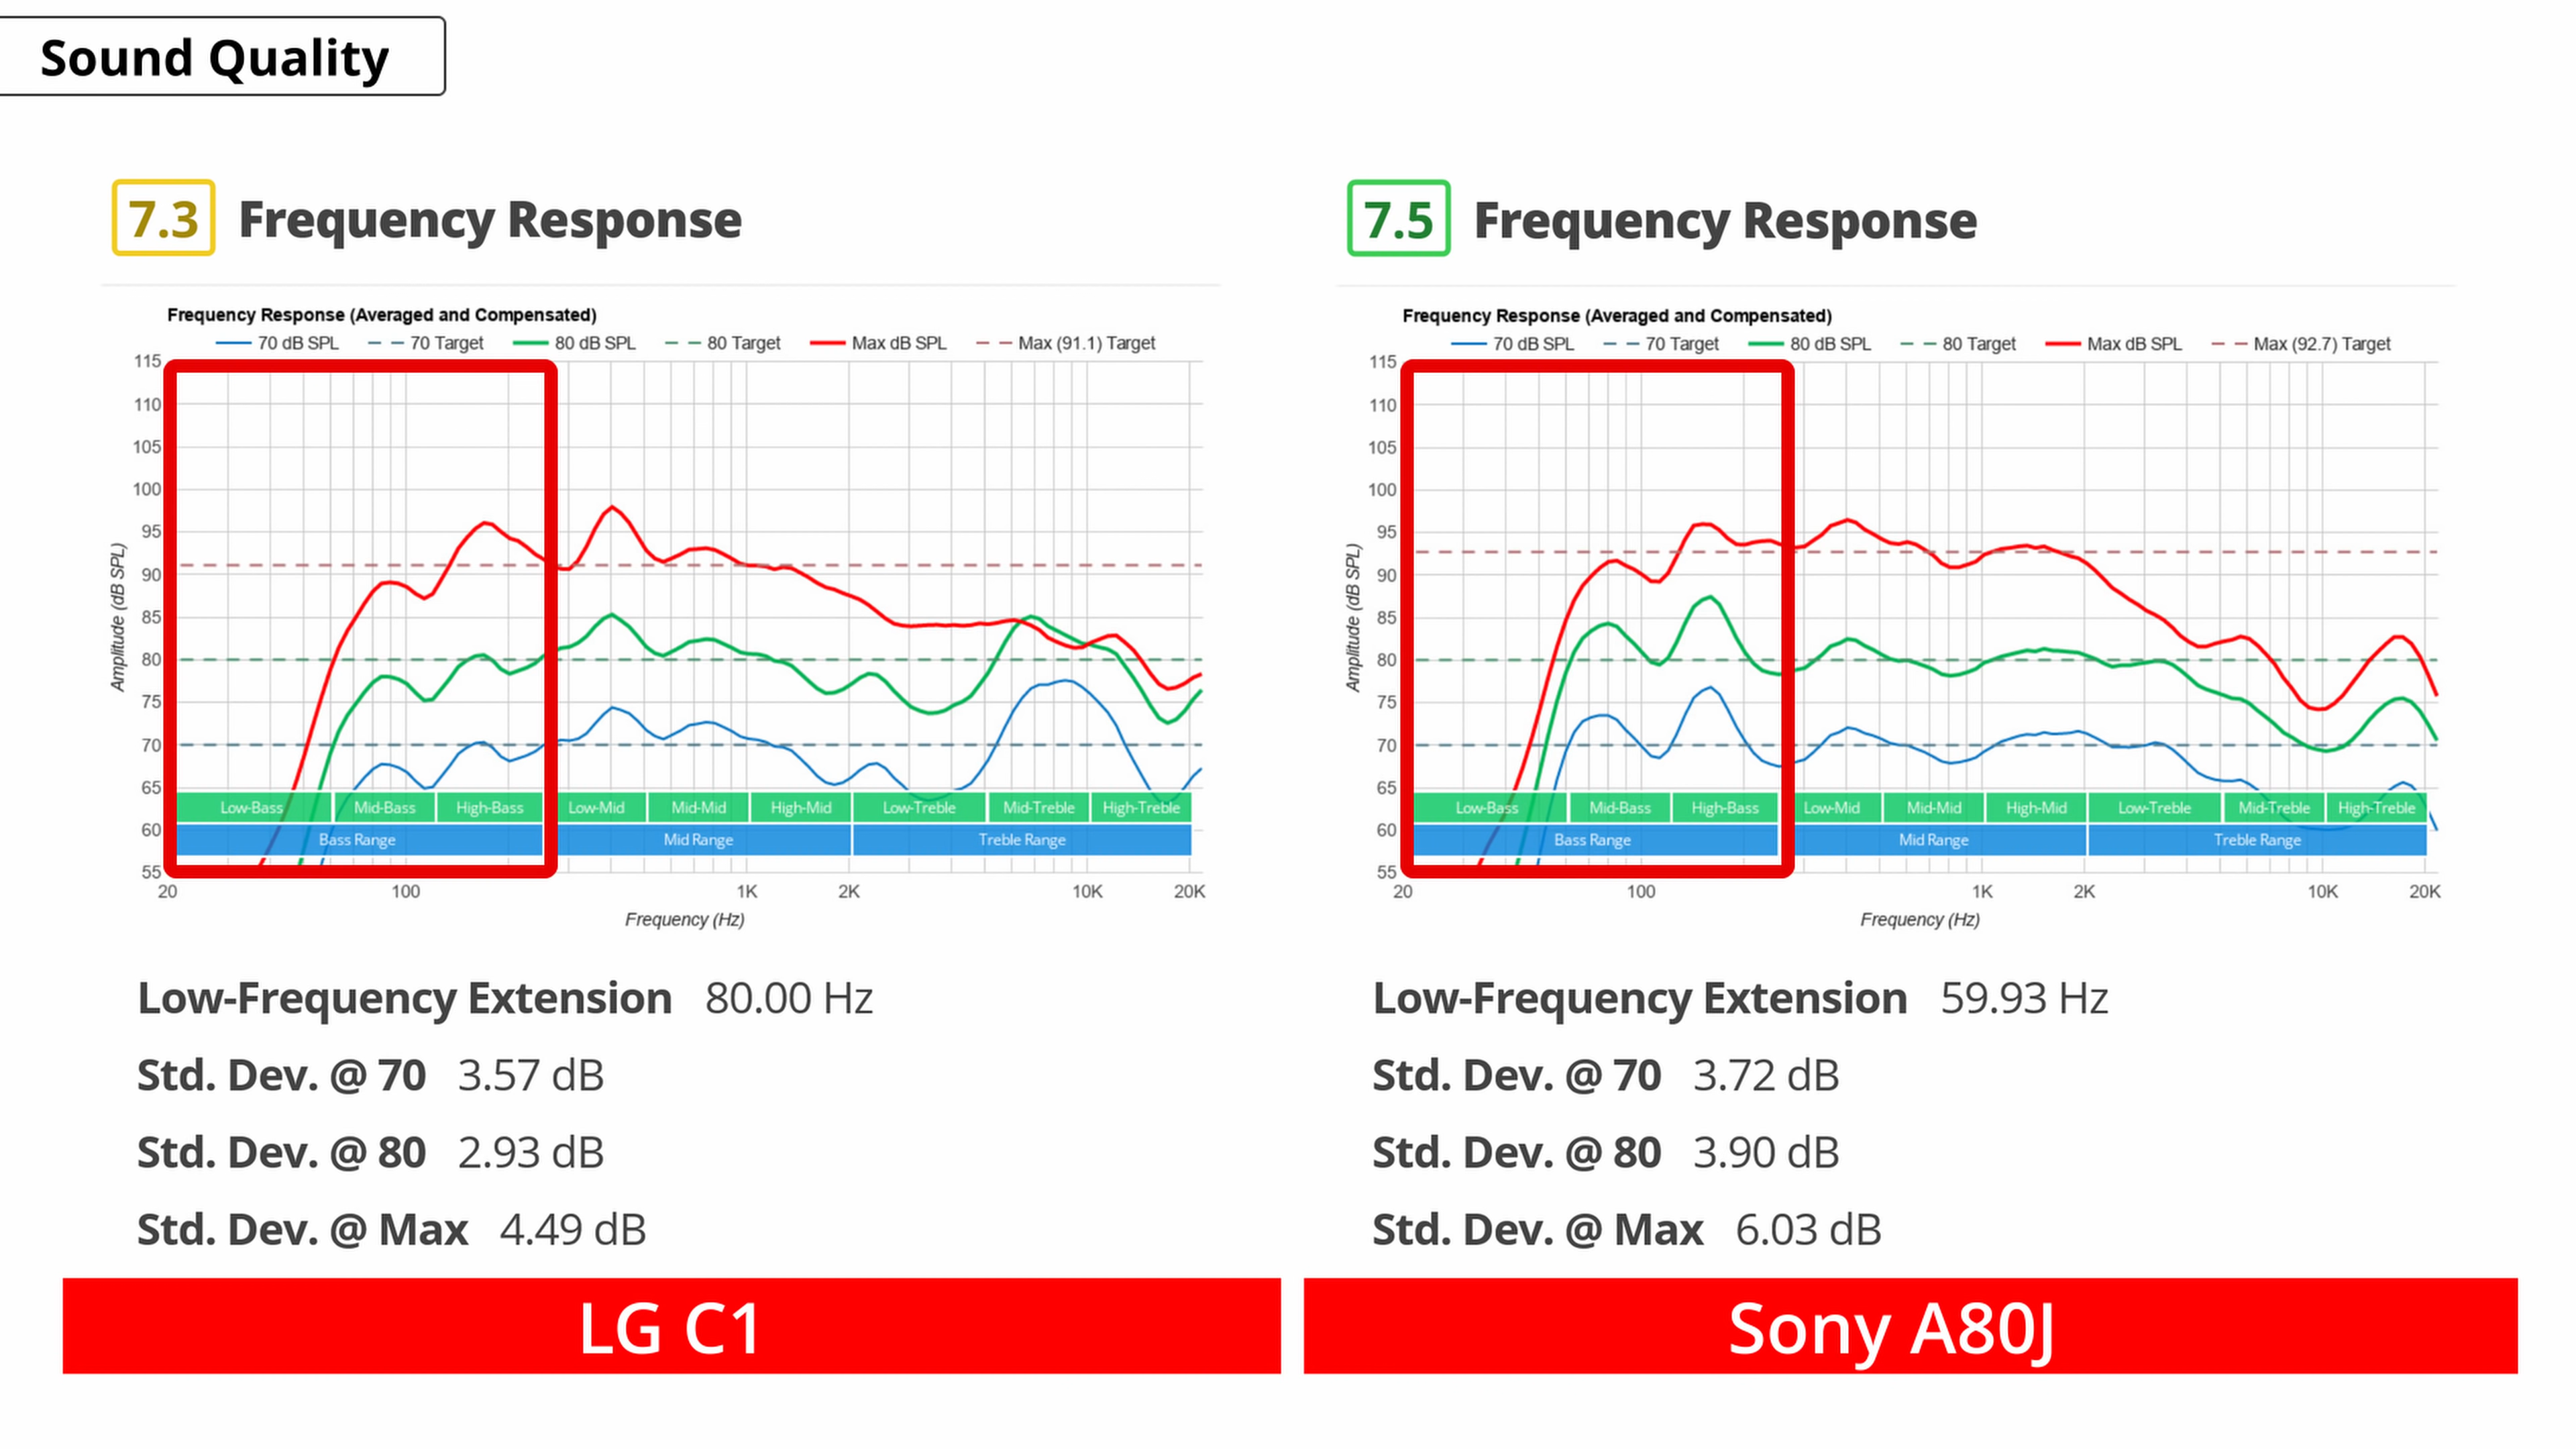 Sound Quality
7.3 Frequency Response
Frequency Response (Averaged and Compensated)
70 dB SPL 70 Target 80 dB SPL 80 Target Max dB SPL Max (91.1) Target
115
110
105
100
95
90
85
80
75
70
65
60
55
Amplitude (dB SPL)
Low-Bass Mid-Bass High-Bass Low-Mid Mid-Mid High-Mid Low-Treble Mid-Treble High-Treble
Bass Range Mid Range Treble Range
20 100 1K 2K 10K 20K
Frequency (Hz)
Low-Frequency Extension 80.00 Hz
Std. Dev. @ 70 3.57 dB
Std. Dev. @ 80 2.93 dB
Std. Dev. @ Max 4.49 dB
LG C1
7.5 Frequency Response
Frequency Response (Averaged and Compensated)
70 dB SPL 70 Target 80 dB SPL 80 Target Max dB SPL Max (92.7) Target
115
110
105
100
95
90
85
80
75
70
65
60
55
Amplitude (dB SPL)
Low-Bass Mid-Bass High-Bass Low-Mid Mid-Mid High-Mid Low-Treble Mid-Treble High-Treble
Bass Range Mid Range Treble Range
20 100 1K 2K 10K 20K
Frequency (Hz)
Low-Frequency Extension 59.93 Hz
Std. Dev. @ 70 3.72 dB
Std. Dev. @ 80 3.90 dB
Std. Dev. @ Max 6.03 dB
Sony A80J